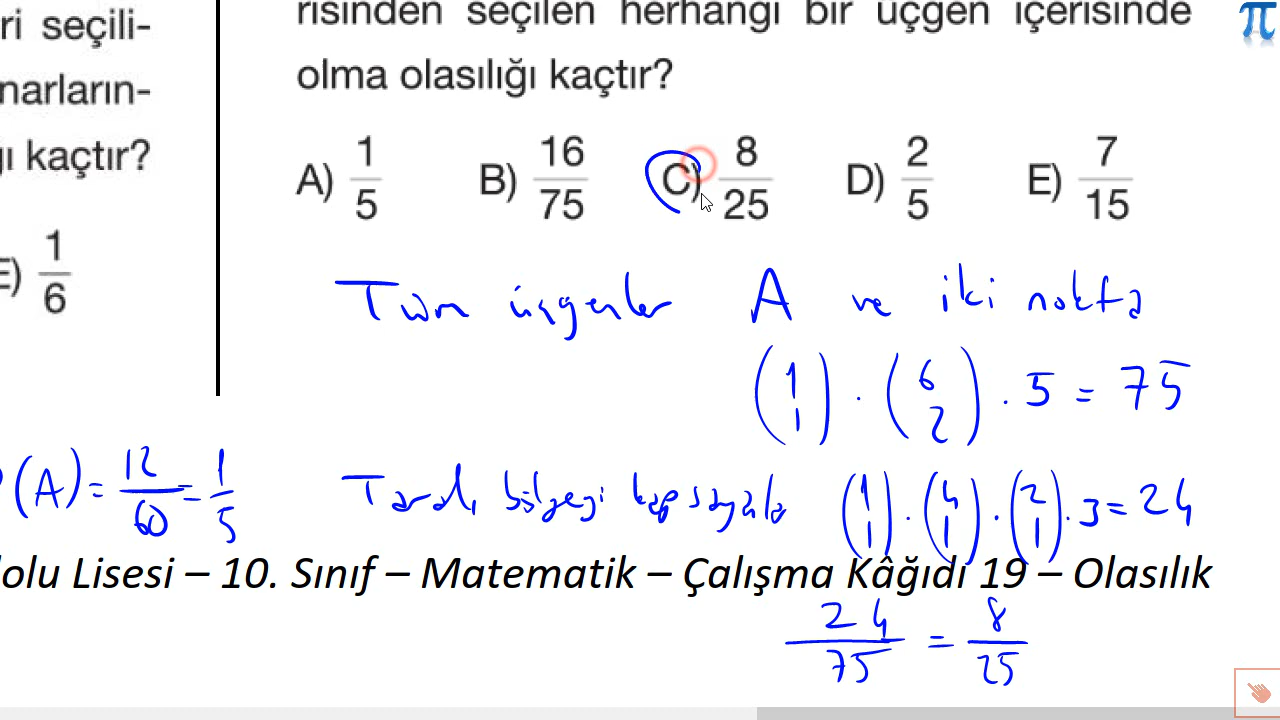 ri seçili-
narların-
ğı kaçtır?
E) 1/6
(A) = 12/60 = 1/5
risinden seçilen herhangi bir üçgen içerisinde
olma olasılığı kaçtır?
A) 1/5 B) 16/75 C) 8/25 D) 2/5 E) 7/15
Tüm üçgenler A ve iki nokta
(1 1) . (6 2) . 5 = 75
Taralı bölgeyi kapsayanlar (1 1) . (4 1) . (2 1) . 3 = 24
olu Lisesi – 10. Sınıf – Matematik – Çalışma Kâğıdı 19 – Olasılık
24/75 = 8/25
π